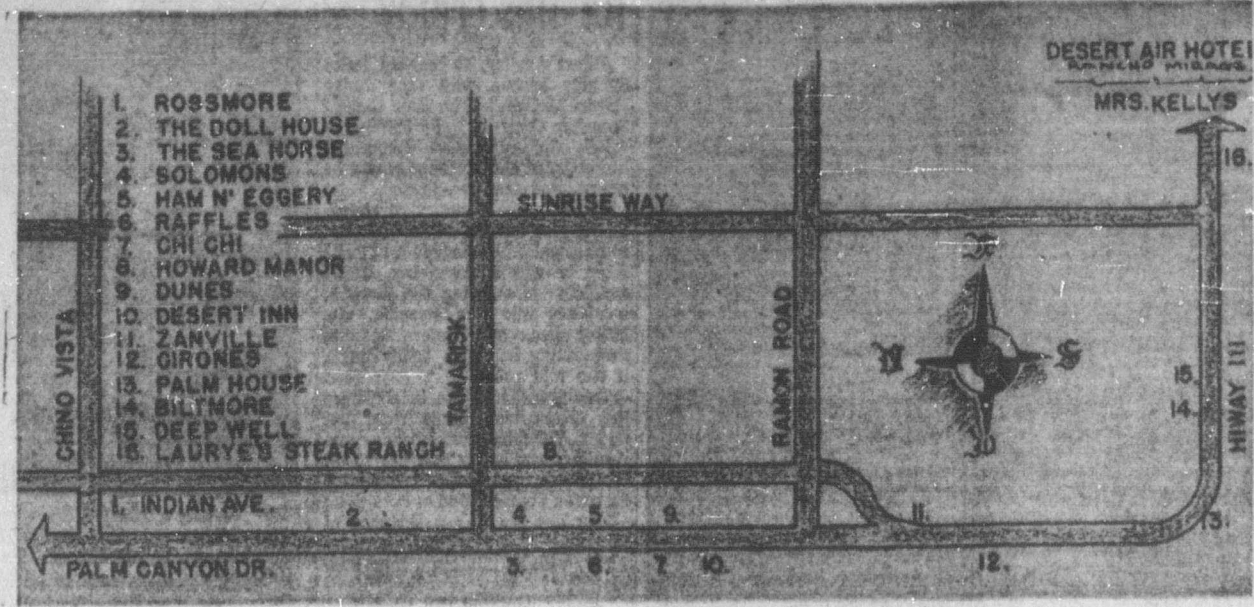 DESERT AIR HOTEL
RANCHO MIRAGE
MRS. KELLYS
1. ROSSMORE
2. THE DOLL HOUSE
3. THE SEA HORSE
4. SOLOMONS
5. HAM N' EGGERY
6. RAFFLES
7. CHI CHI
8. HOWARD MANOR
9. DUNES
10. DESERT INN
11. ZANVILLE
12. GIRONES
13. PALM HOUSE
14. BILTMORE
15. DEEP WELL
16. LAURYE'S STEAK RANCH
16.
SUNRISE WAY
CHINO VISTA
TAMARISK
RAMON ROAD
HIWAY 111
E
N
S
W
15.
14.
8.
1. INDIAN AVE.
2.
4.
5.
9.
11.
13.
PALM CANYON DR.
3.
6.
7.
10.
12.